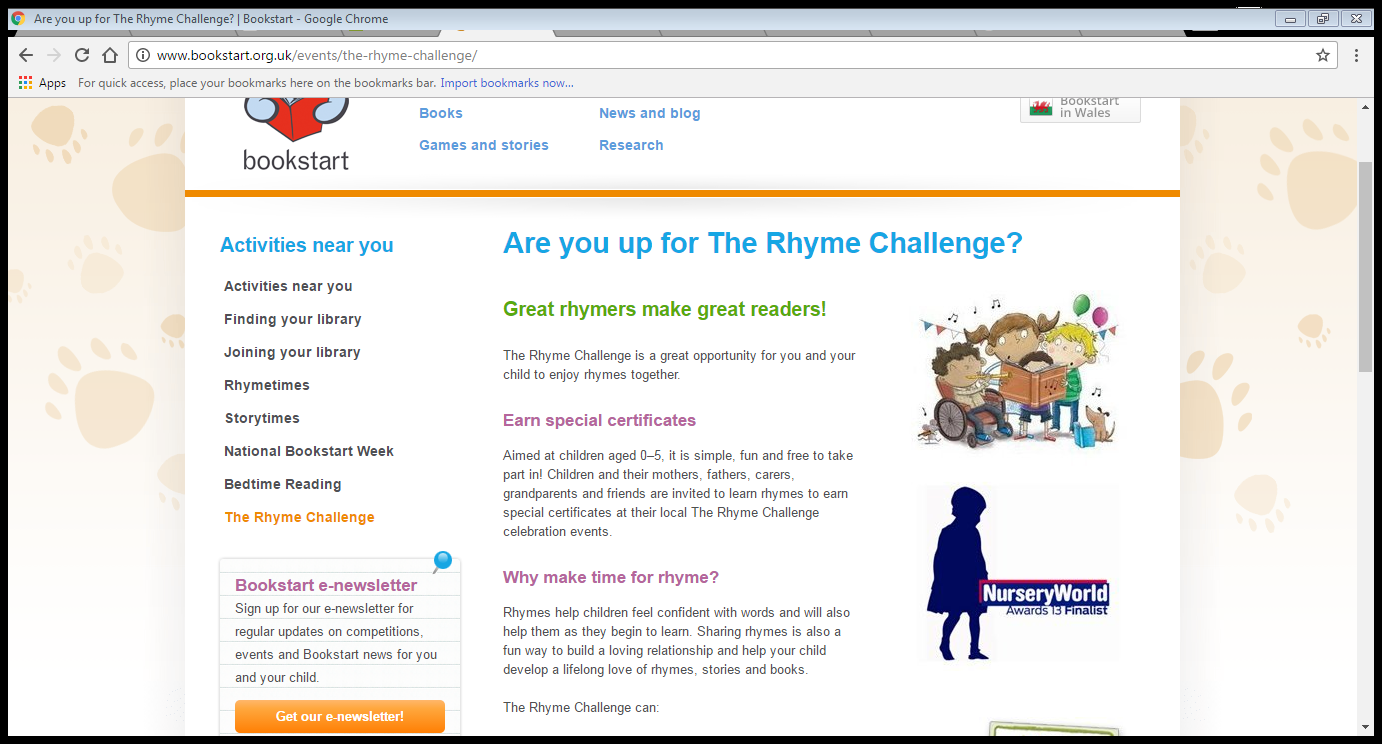 Are you up for The Rhyme Challenge? | Bookstart - Google Chrome
www.bookstart.org.uk/events/the-rhyme-challenge/
Apps For quick access, place your bookmarks here on the bookmarks bar. Import bookmarks now...
bookstart
Books
News and blog
Games and stories
Research
Bookstart
in Wales
Activities near you
Activities near you
Finding your library
Joining your library
Rhymetimes
Storytimes
National Bookstart Week
Bedtime Reading
The Rhyme Challenge
Bookstart e-newsletter
Sign up for our e-newsletter for
regular updates on competitions,
events and Bookstart news for you
and your child.
Get our e-newsletter!
Are you up for The Rhyme Challenge?
Great rhymers make great readers!
The Rhyme Challenge is a great opportunity for you and your
child to enjoy rhymes together.
Earn special certificates
Aimed at children aged 0–5, it is simple, fun and free to take
part in! Children and their mothers, fathers, carers,
grandparents and friends are invited to learn rhymes to earn
special certificates at their local The Rhyme Challenge
celebration events.
Why make time for rhyme?
Rhymes help children feel confident with words and will also
help them as they begin to learn. Sharing rhymes is also a
fun way to build a loving relationship and help your child
develop a lifelong love of rhymes, stories and books.
The Rhyme Challenge can:
NurseryWorld
Awards 13 Finalist